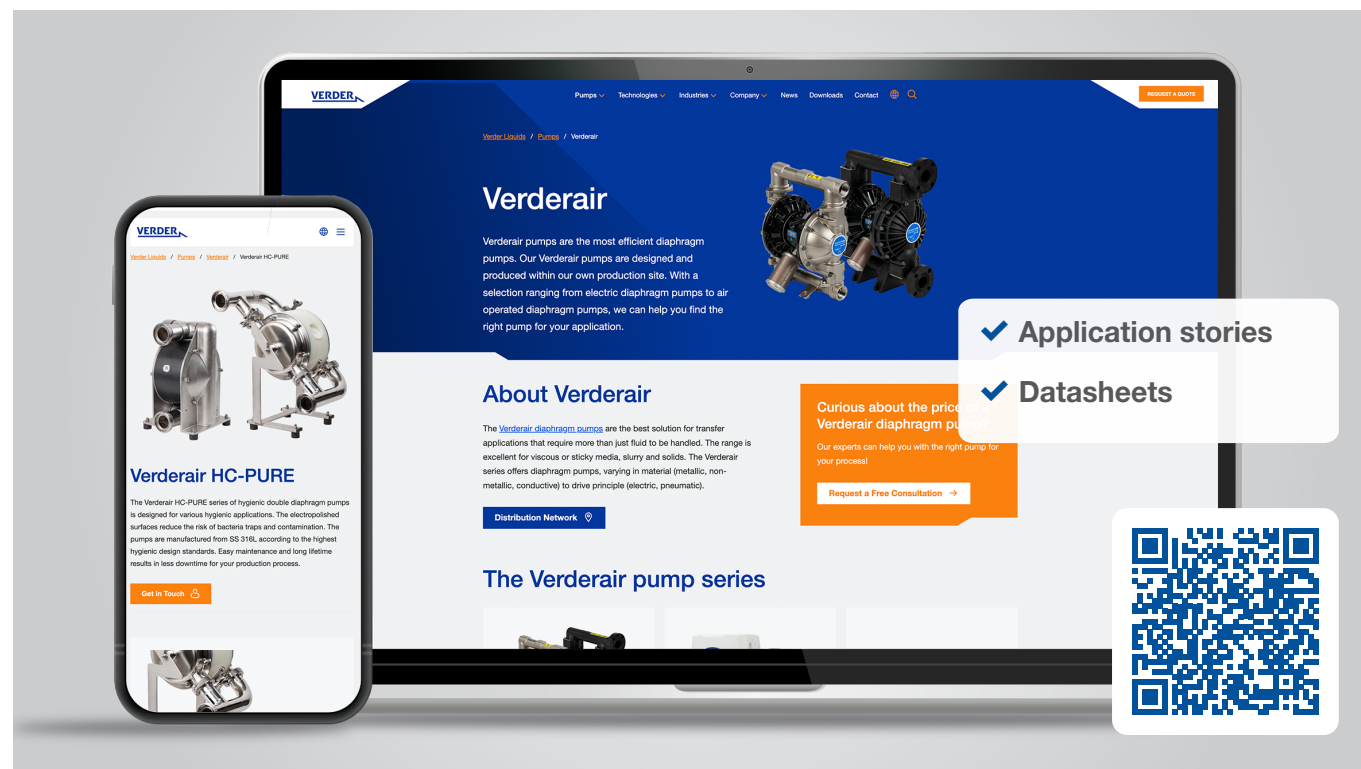 VERDER
Pumps
Technologies
Industries
Company
News
Downloads
Contact
REQUEST A QUOTE
Verder Liquids / Pumps / Verderair
Verderair
Verderair pumps are the most efficient diaphragm
pumps. Our Verderair pumps are designed and
produced within our own production site. With a
selection ranging from electric diaphragm pumps to air
operated diaphragm pumps, we can help you find the
right pump for your application.
About Verderair
The Verderair diaphragm pumps are the best solution for transfer
applications that require more than just fluid to be handled. The range is
excellent for viscous or sticky media, slurry and solids. The Verderair
series offers diaphragm pumps, varying in material (metallic, non-
metallic, conductive) to drive principle (electric, pneumatic).
Distribution Network
Curious about the price of a
Verderair diaphragm pump?
Our experts can help you with the right pump for
your process!
Request a Free Consultation
The Verderair pump series
VERDER
Verder Liquids / Pumps / Verderair / Verderair HC-PURE
Verderair HC-PURE
The Verderair HC-PURE series of hygienic double diaphragm pumps
is designed for various hygienic applications. The electropolished
surfaces reduce the risk of bacteria traps and contamination. The
pumps are manufactured from SS 316L according to the highest
hygienic design standards. Easy maintenance and long lifetime
results in less downtime for your production process.
Get in Touch
Application stories
Datasheets